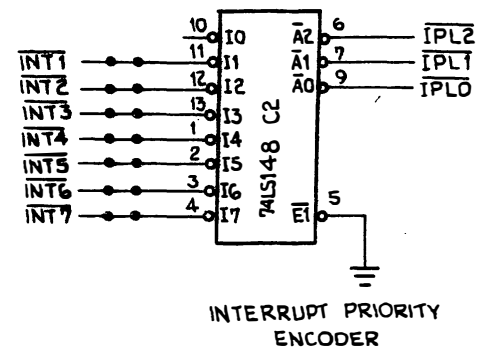 10 I0 A2 6 IPL2
INT1 11 I1 A1 7 IPL1
INT2 12 I2 A0 9 IPL0
INT3 13 I3
INT4 1 I4
INT5 2 I5
INT6 3 I6
INT7 4 I7 EI 5
74LS148 C2
INTERRUPT PRIORITY
ENCODER